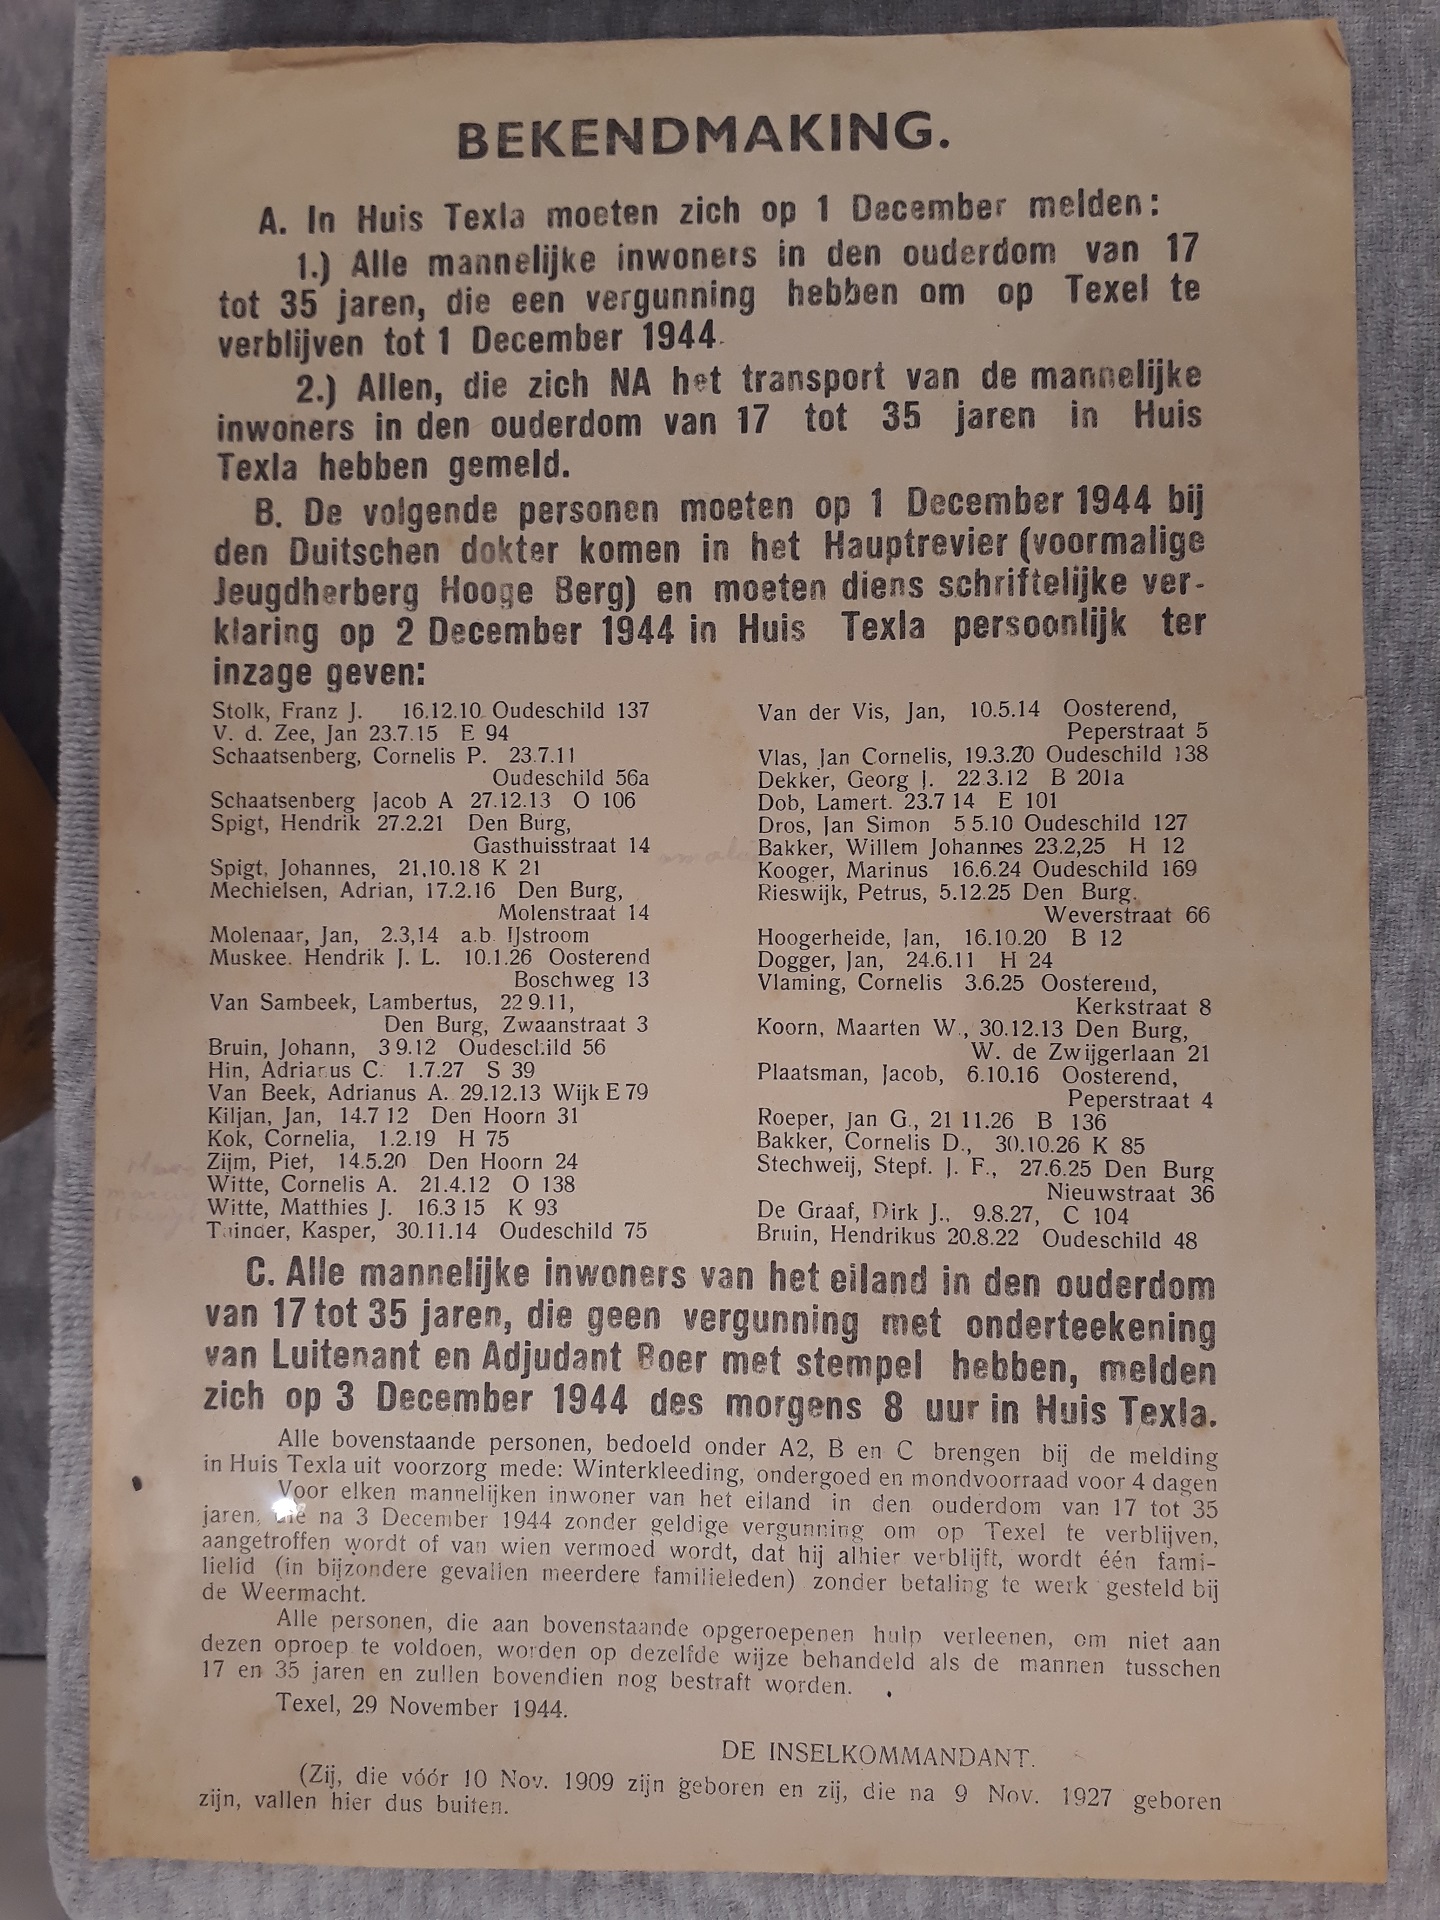 BEKENDMAKING.
A. In Huis Texla moeten zich op 1 December melden:
1.) Alle mannelijke inwoners in den ouderdom van 17
tot 35 jaren, die een vergunning hebben om op Texel te
verblijven tot 1 December 1944.
2.) Allen, die zich NA het transport van de mannelijke
inwoners in den ouderdom van 17 tot 35 jaren in Huis
Texla hebben gemeld.
B. De volgende personen moeten op 1 December 1944 bij
den Duitschen dokter komen in het Hauptrevier (voormalige
Jeugdherberg Hooge Berg) en moeten diens schriftelijke ver-
klaring op 2 December 1944 in Huis Texla persoonlijk ter
inzage geven:
Stolk, Franz J. 16.12.10 Oudeschild 137
V. d. Zee, Jan 23.7.15 E 94
Schaatsenberg, Cornelis P. 23.7.11
Oudeschild 56a
Schaatsenberg Jacob A 27.12.13 O 106
Spigt, Hendrik 27.2.21 Den Burg,
Gasthuisstraat 14
Spigt, Johannes, 21.10.18 K 21
Mechielsen, Adrian, 17.2.16 Den Burg,
Molenstraat 14
Molenaar, Jan, 2.3,14 a.b. IJstroom
Muskee. Hendrik J. L. 10.1.26 Oosterend
Boschweg 13
Van Sambeek, Lambertus, 22 9.11,
Den Burg, Zwaanstraat 3
Bruin, Johann, 3 9.12 Oudeschild 56
Hin, Adrianus C. 1.7.27 S 39
Van Beek, Adrianus A. 29.12.13 Wijk E 79
Kiljan, Jan, 14.7 12 Den Hoorn 31
Kok, Cornelia, 1.2.19 H 75
Zijm, Piet, 14.5.20 Den Hoorn 24
Witte, Cornelis A. 21.4.12 O 138
Witte, Matthies J. 16.3 15 K 93
Kasper, 30.11.14 Oudeschild 75
Van der Vis, Jan, 10.5.14 Oosterend,
Peperstraat 5
Vlas, Jan Cornelis, 19.3.20 Oudeschild 138
Dekker, Georg J. 22 3.12 B 201a
Dob, Lamert. 23.7 14 E 101
Dros, Jan Simon 5 5.10 Oudeschild 127
Bakker, Willem Johannes 23.2,25 H 12
Kooger, Marinus 16.6.24 Oudeschild 169
Rieswijk, Petrus, 5.12.25 Den Burg.
Weverstraat 66
Hoogerheide, Jan, 16.10.20 B 12
Dogger, Jan, 24.6.11 H 24
Vlaming, Cornelis 3.6.25 Oosterend,
Kerkstraat 8
Koorn, Maarten W., 30.12.13 Den Burg,
W. de Zwijgerlaan 21
Plaatsman, Jacob, 6.10.16 Oosterend,
Peperstraat 4
Roeper, Jan G., 21 11.26 B 136
Bakker, Cornelis D., 30.10.26 K 85
Stechweij, Stepf. J. F., 27.6.25 Den Burg
Nieuwstraat 36
De Graaf, Dirk J., 9.8.27, C 104
Bruin, Hendrikus 20.8.22 Oudeschild 48
C. Alle mannelijke inwoners van het eiland in den ouderdom
van 17 tot 35 jaren, die geen vergunning met onderteekening
van Luitenant en Adjudant Boer met stempel hebben, melden
zich op 3 December 1944 des morgens 8 uur in Huis Texla.
Alle bovenstaande personen, bedoeld onder A2, B en C brengen bij de melding
in Huis Texla uit voorzorg mede: Winterkleeding, ondergoed en mondvoorraad voor 4 dagen
Voor elken mannelijken inwoner van het eiland in den ouderdom van 17 tot 35
jaren, die na 3 December 1944 zonder geldige vergunning om op Texel te verblijven,
aangetroffen wordt of van wien vermoed wordt, dat hij alhier verblijft, wordt één fami-
lielid (in bijzondere gevallen meerdere familieleden) zonder betaling te werk gesteld bij
de Weermacht.
Alle personen, die aan bovenstaande opgeroepenen hulp verleenen, om niet aan
dezen oproep te voldoen, worden op dezelfde wijze behandeld als de mannen tusschen
17 en 35 jaren en zullen bovendien nog bestraft worden.
Texel, 29 November 1944.
DE INSELKOMMANDANT.
(Zij, die vóór 10 Nov. 1909 zijn geboren en zij, die na 9 Nov. 1927 geboren
zijn, vallen hier dus buiten.